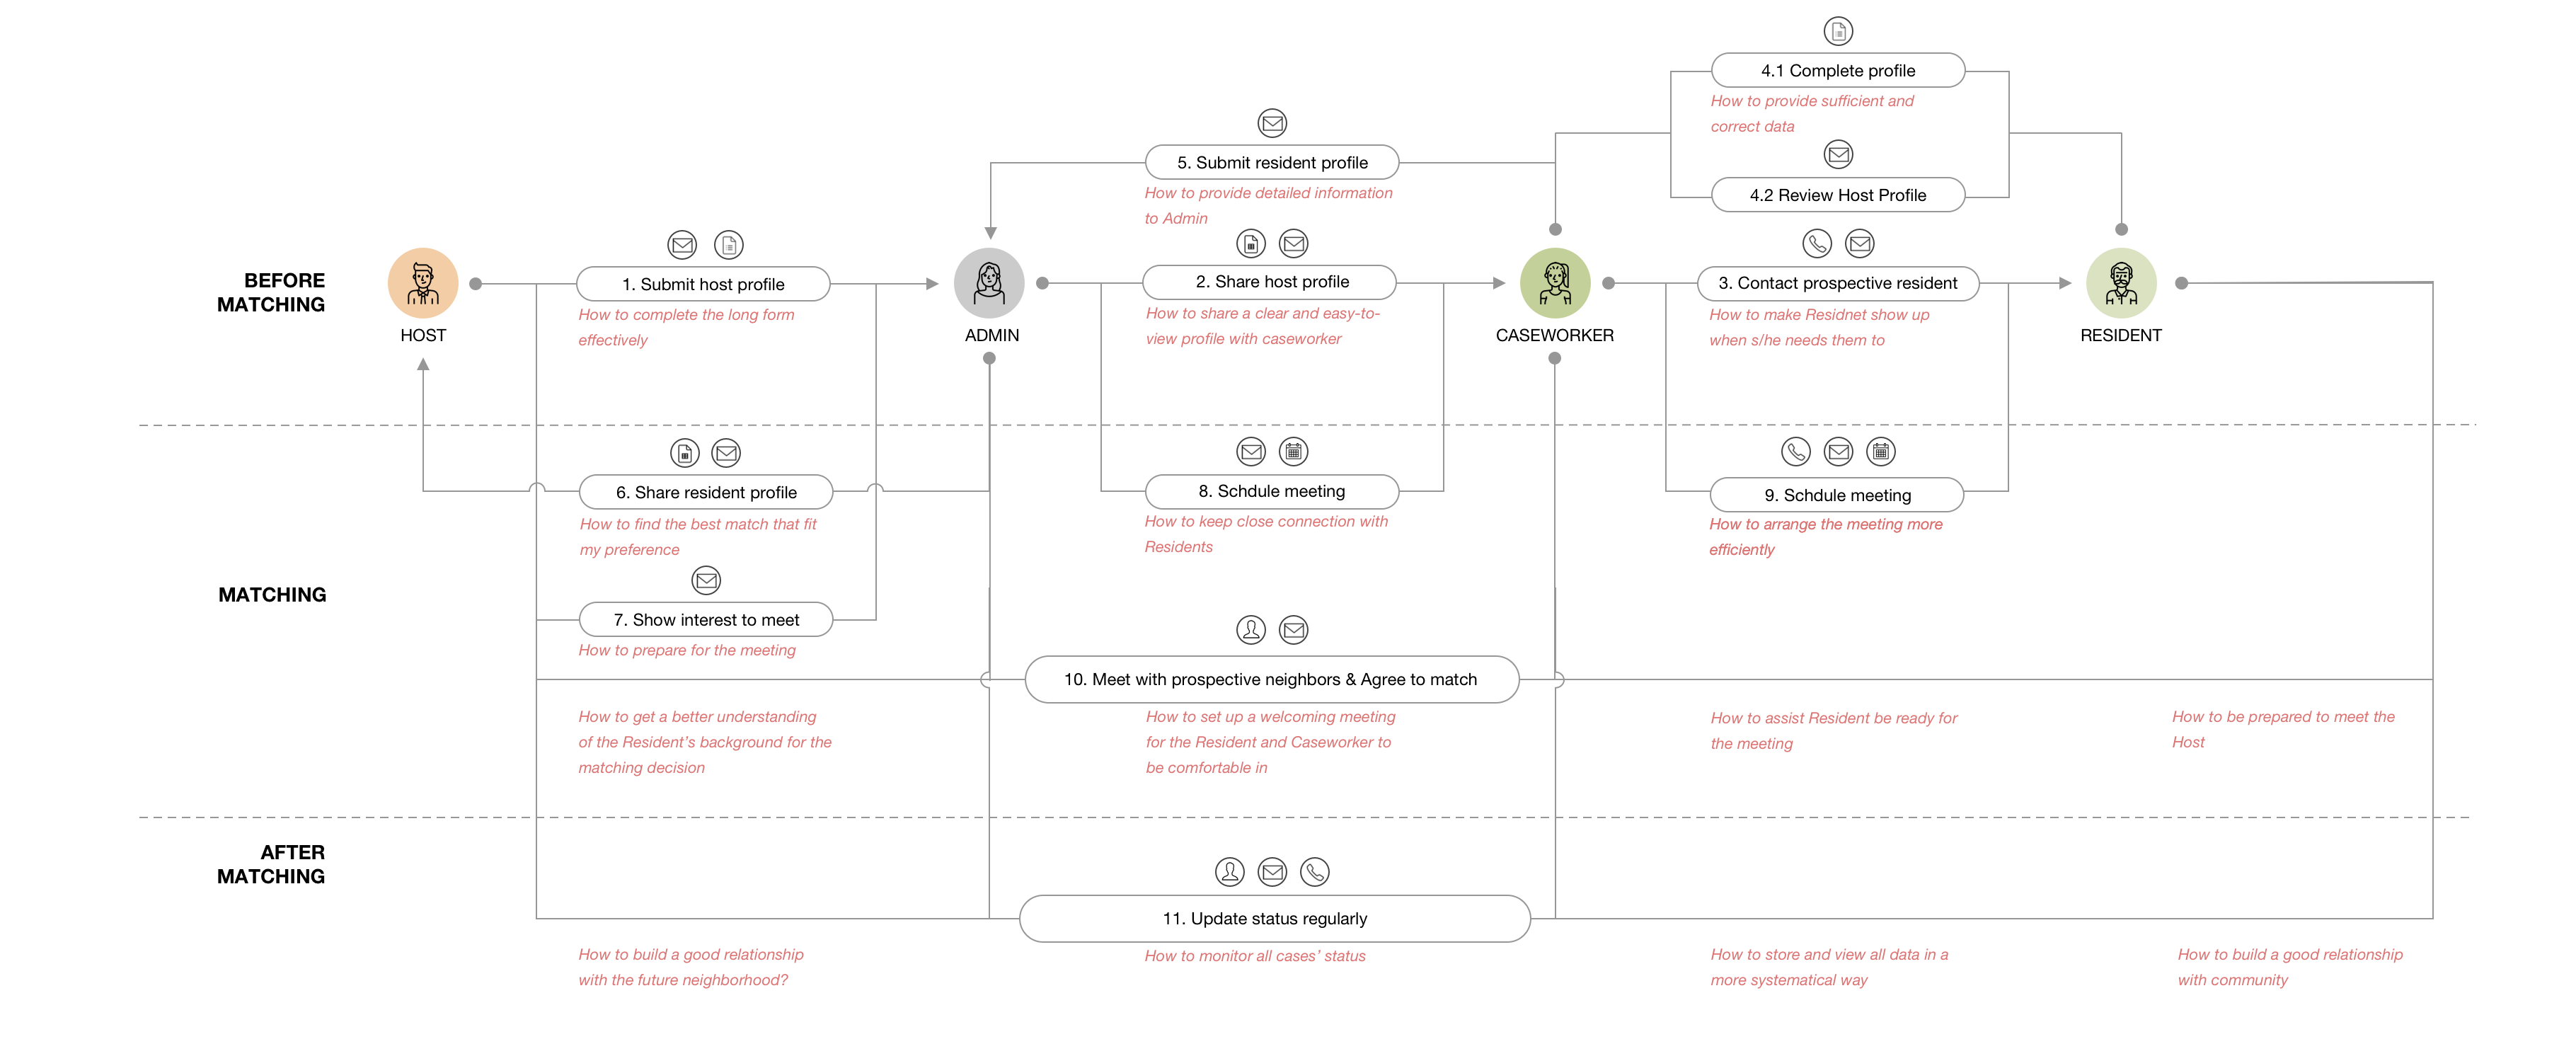 4.1 Complete profile
How to provide sufficient and
correct data
5. Submit resident profile
How to provide detailed information
to Admin
4.2 Review Host Profile
BEFORE
MATCHING
HOST
1. Submit host profile
How to complete the long form
effectively
ADMIN
2. Share host profile
How to share a clear and easy-to-
view profile with caseworker
CASEWORKER
3. Contact prospective resident
How to make Residnet show up
when s/he needs them to
RESIDENT
MATCHING
6. Share resident profile
How to find the best match that fit
my preference
8. Schdule meeting
How to keep close connection with
Residents
9. Schdule meeting
How to arrange the meeting more
efficiently
7. Show interest to meet
How to prepare for the meeting
10. Meet with prospective neighbors & Agree to match
How to get a better understanding
of the Resident's background for the
matching decision
How to set up a welcoming meeting
for the Resident and Caseworker to
be comfortable in
How to assist Resident be ready for
the meeting
How to be prepared to meet the
Host
AFTER
MATCHING
11. Update status regularly
How to build a good relationship
with the future neighborhood?
How to monitor all cases' status
How to store and view all data in a
more systematical way
How to build a good relationship
with community